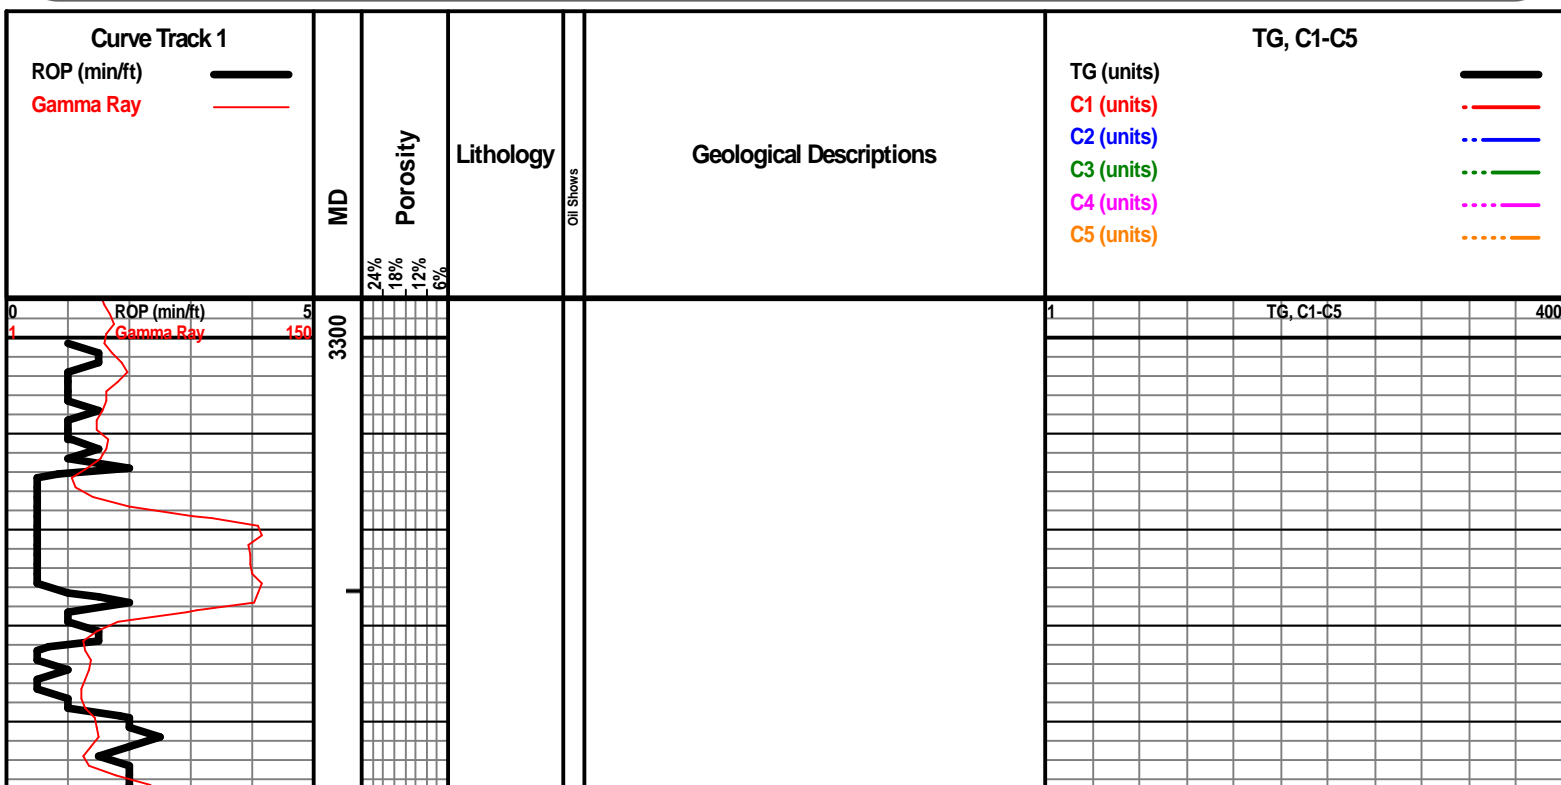 Curve Track 1
ROP (min/ft)
Gamma Ray
MD
Porosity
24%
18%
12%
6%
Lithology
Oil Shows
Geological Descriptions
TG, C1-C5
TG (units)
C1 (units)
C2 (units)
C3 (units)
C4 (units)
C5 (units)
0 ROP (min/ft) 5
1 Gamma Ray 150
3300
1 TG, C1-C5 400